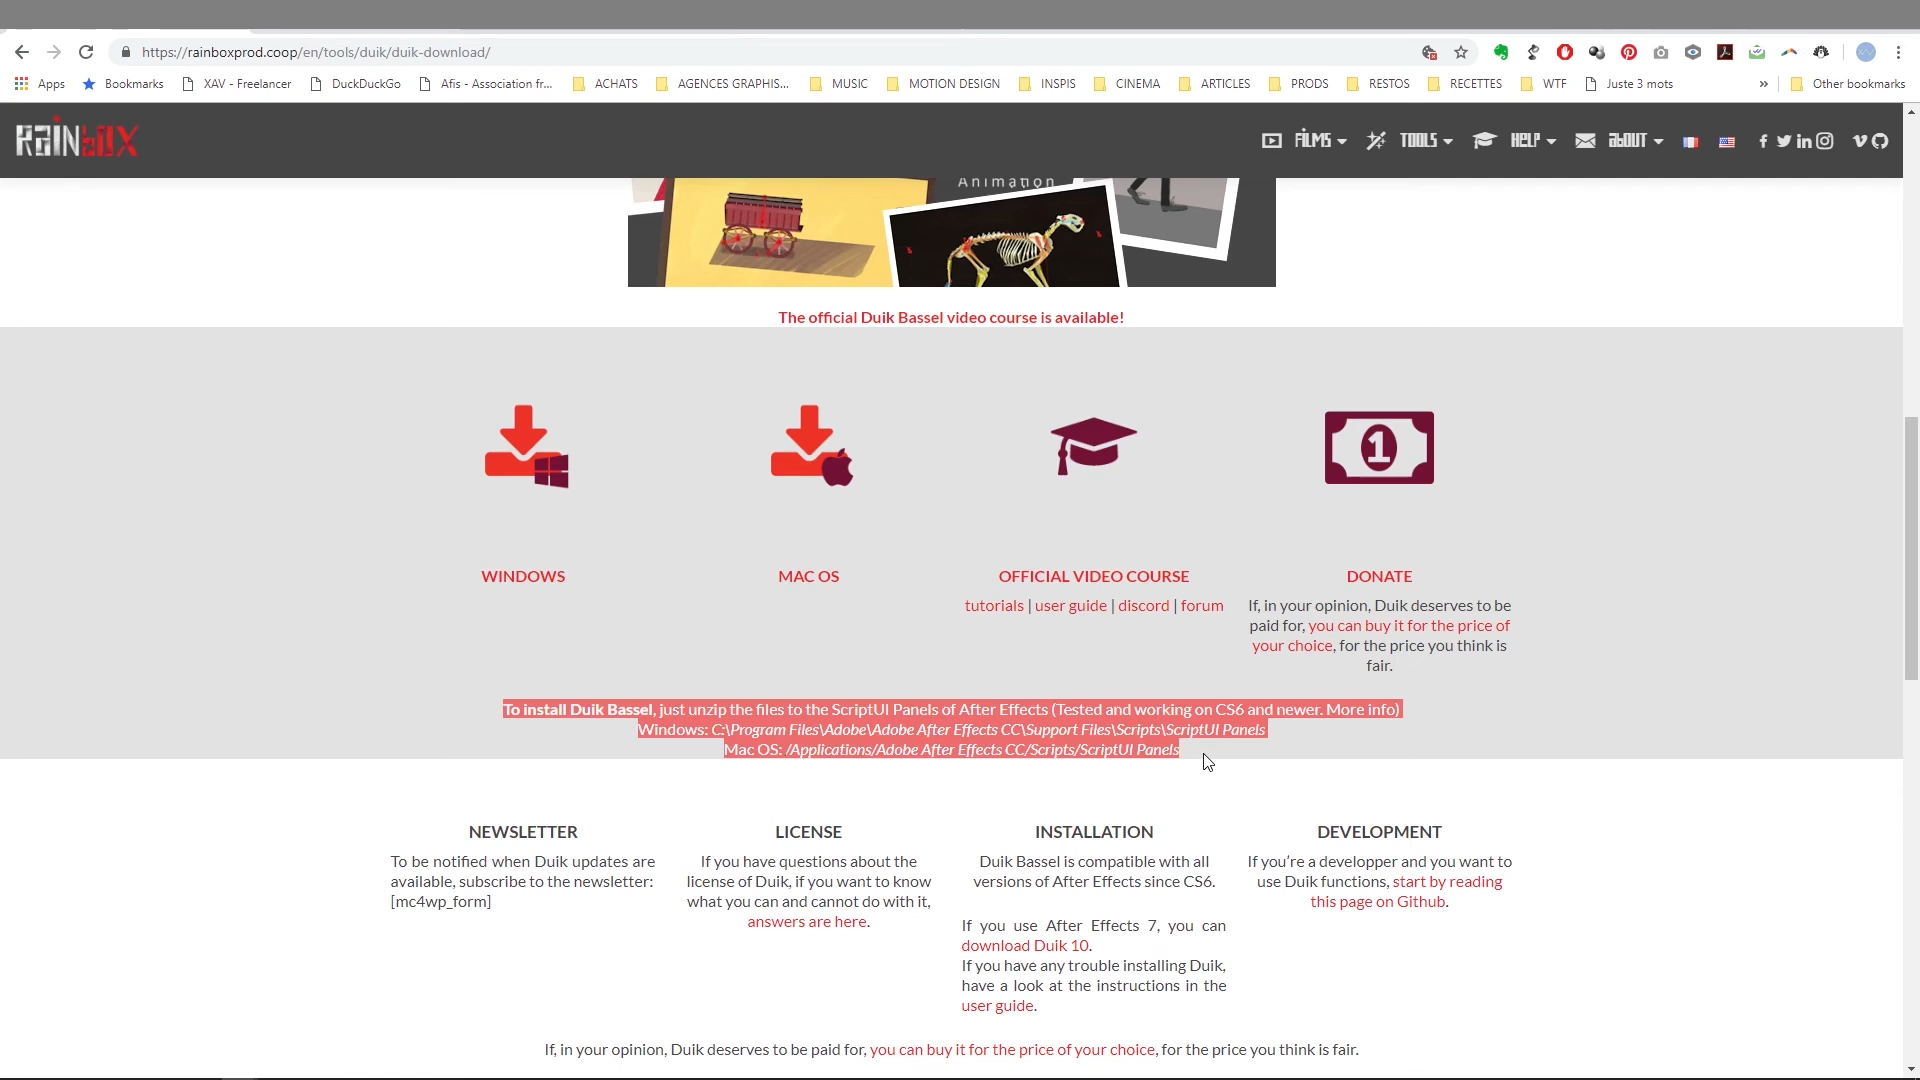 https://rainboxprod.coop/en/tools/duik/duik-download/
Apps Bookmarks XAV - Freelancer DuckDuckGo Afis - Association fr... ACHATS AGENCES GRAPHIS... MUSIC MOTION DESIGN INSPIS CINEMA ARTICLES PRODS RESTOS RECETTES WTF Juste 3 mots » Other bookmarks
RAINBOX FILMS TOOLS HELP ABOUT
Animation
The official Duik Bassel video course is available!
1
WINDOWS MAC OS OFFICIAL VIDEO COURSE DONATE
tutorials | user guide | discord | forum
If, in your opinion, Duik deserves to be
paid for, you can buy it for the price of
your choice, for the price you think is
fair.
To install Duik Bassel, just unzip the files to the ScriptUI Panels of After Effects (Tested and working on CS6 and newer. More info)
Windows: C:\Program Files\Adobe\Adobe After Effects CC\Support Files\Scripts\ScriptUI Panels
Mac OS: /Applications/Adobe After Effects CC/Scripts/ScriptUI Panels
NEWSLETTER
To be notified when Duik updates are
available, subscribe to the newsletter:
[mc4wp_form]
LICENSE
If you have questions about the
license of Duik, if you want to know
what you can and cannot do with it,
answers are here.
INSTALLATION
Duik Bassel is compatible with all
versions of After Effects since CS6.
If you use After Effects 7, you can
download Duik 10.
If you have any trouble installing Duik,
have a look at the instructions in the
user guide.
DEVELOPMENT
If you’re a developper and you want to
use Duik functions, start by reading
this page on Github.
If, in your opinion, Duik deserves to be paid for, you can buy it for the price of your choice, for the price you think is fair.